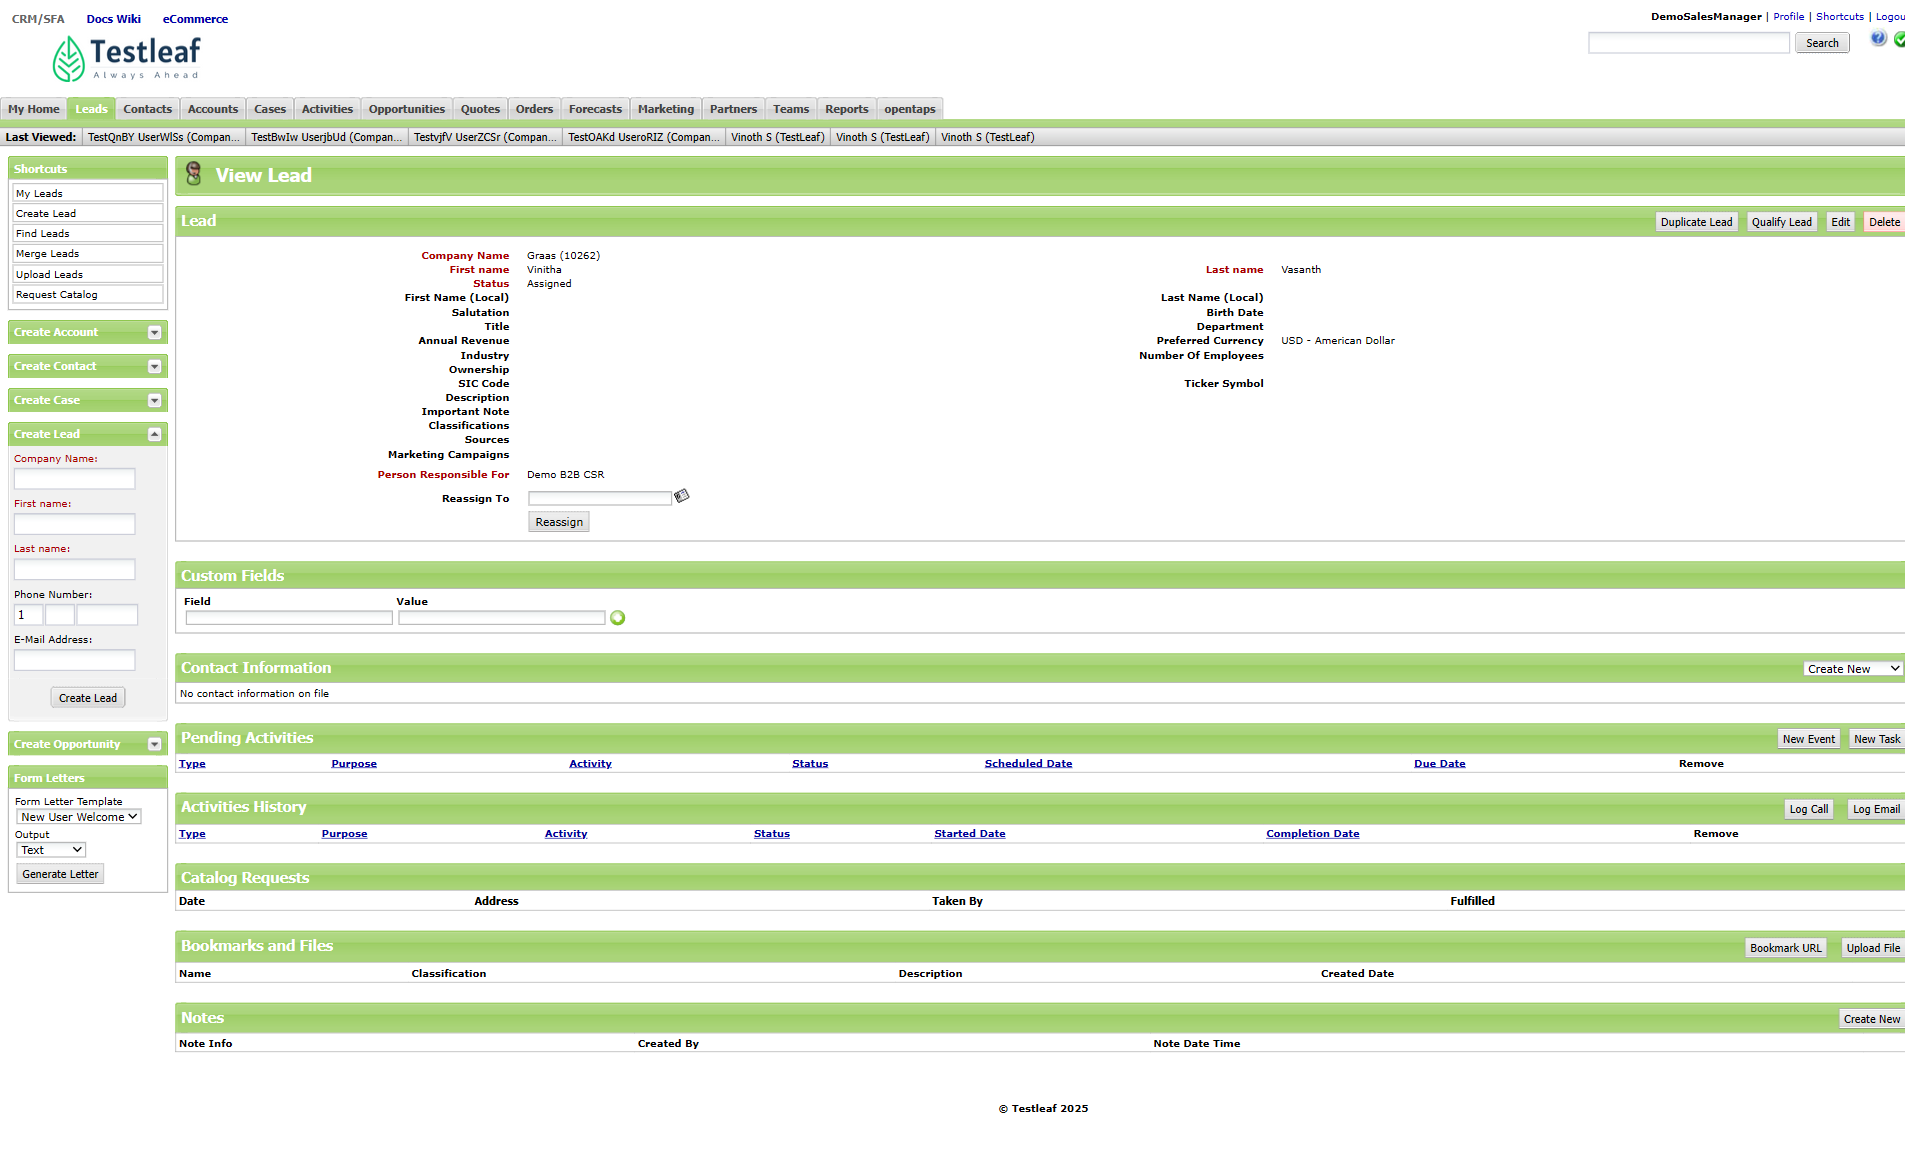 CRM/SFA Docs Wiki eCommerce
DemoSalesManager | Profile | Shortcuts | Logou
Testleaf
Always Ahead
Search
My Home Leads Contacts Accounts Cases Activities Opportunities Quotes Orders Forecasts Marketing Partners Teams Reports opentaps
Last Viewed: TestQnBY UserWlSs (Compan... TestBwIw UserjbUd (Compan... TestvjfV UserZCSr (Compan... TestOAKd UseroRIZ (Compan... Vinoth S (TestLeaf) Vinoth S (TestLeaf) Vinoth S (TestLeaf)
Shortcuts
My Leads
Create Lead
Find Leads
Merge Leads
Upload Leads
Request Catalog
Create Account
Create Contact
Create Case
Create Lead
Company Name:
First name:
Last name:
Phone Number:
1
E-Mail Address:
Create Lead
Create Opportunity
Form Letters
Form Letter Template
New User Welcome
Output
Text
Generate Letter
View Lead
Lead Duplicate Lead Qualify Lead Edit Delete
Company Name Graas (10262)
First name Vinitha Last name Vasanth
Status Assigned
First Name (Local) Last Name (Local)
Salutation Birth Date
Title Department
Annual Revenue Preferred Currency USD - American Dollar
Industry Number Of Employees
Ownership
SIC Code Ticker Symbol
Description
Important Note
Classifications
Sources
Marketing Campaigns
Person Responsible For Demo B2B CSR
Reassign To
Reassign
Custom Fields
Field Value
Contact Information Create New
No contact information on file
Pending Activities New Event New Task
Type Purpose Activity Status Scheduled Date Due Date Remove
Activities History Log Call Log Email
Type Purpose Activity Status Started Date Completion Date Remove
Catalog Requests
Date Address Taken By Fulfilled
Bookmarks and Files Bookmark URL Upload File
Name Classification Description Created Date
Notes Create New
Note Info Created By Note Date Time
© Testleaf 2025